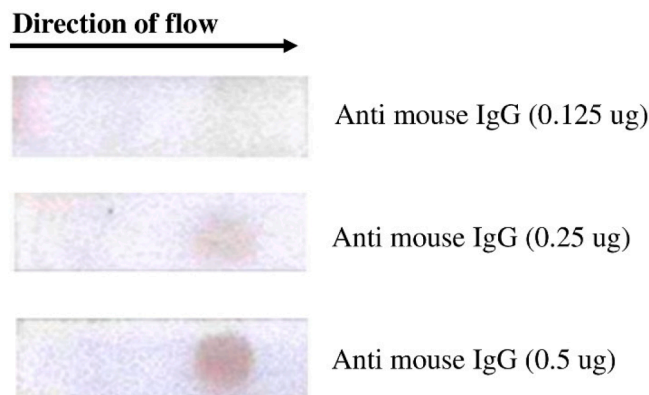 Direction of flow
Anti mouse IgG (0.125 ug)
Anti mouse IgG (0.25 ug)
Anti mouse IgG (0.5 ug)